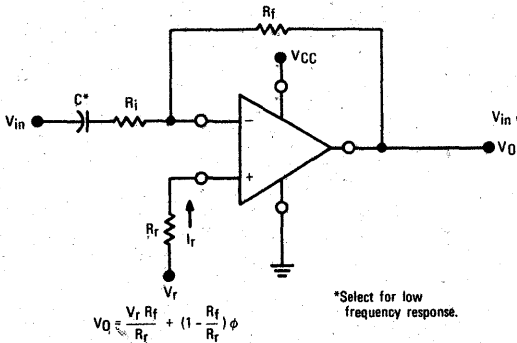 Rf
VCC
C*
Ri
Vin
−
Vin
VO
+
Rr
Ir
Vr
*Select for low
frequency response.
VO = Vr Rf / Rr + (1 - Rf / Rr) ϕ